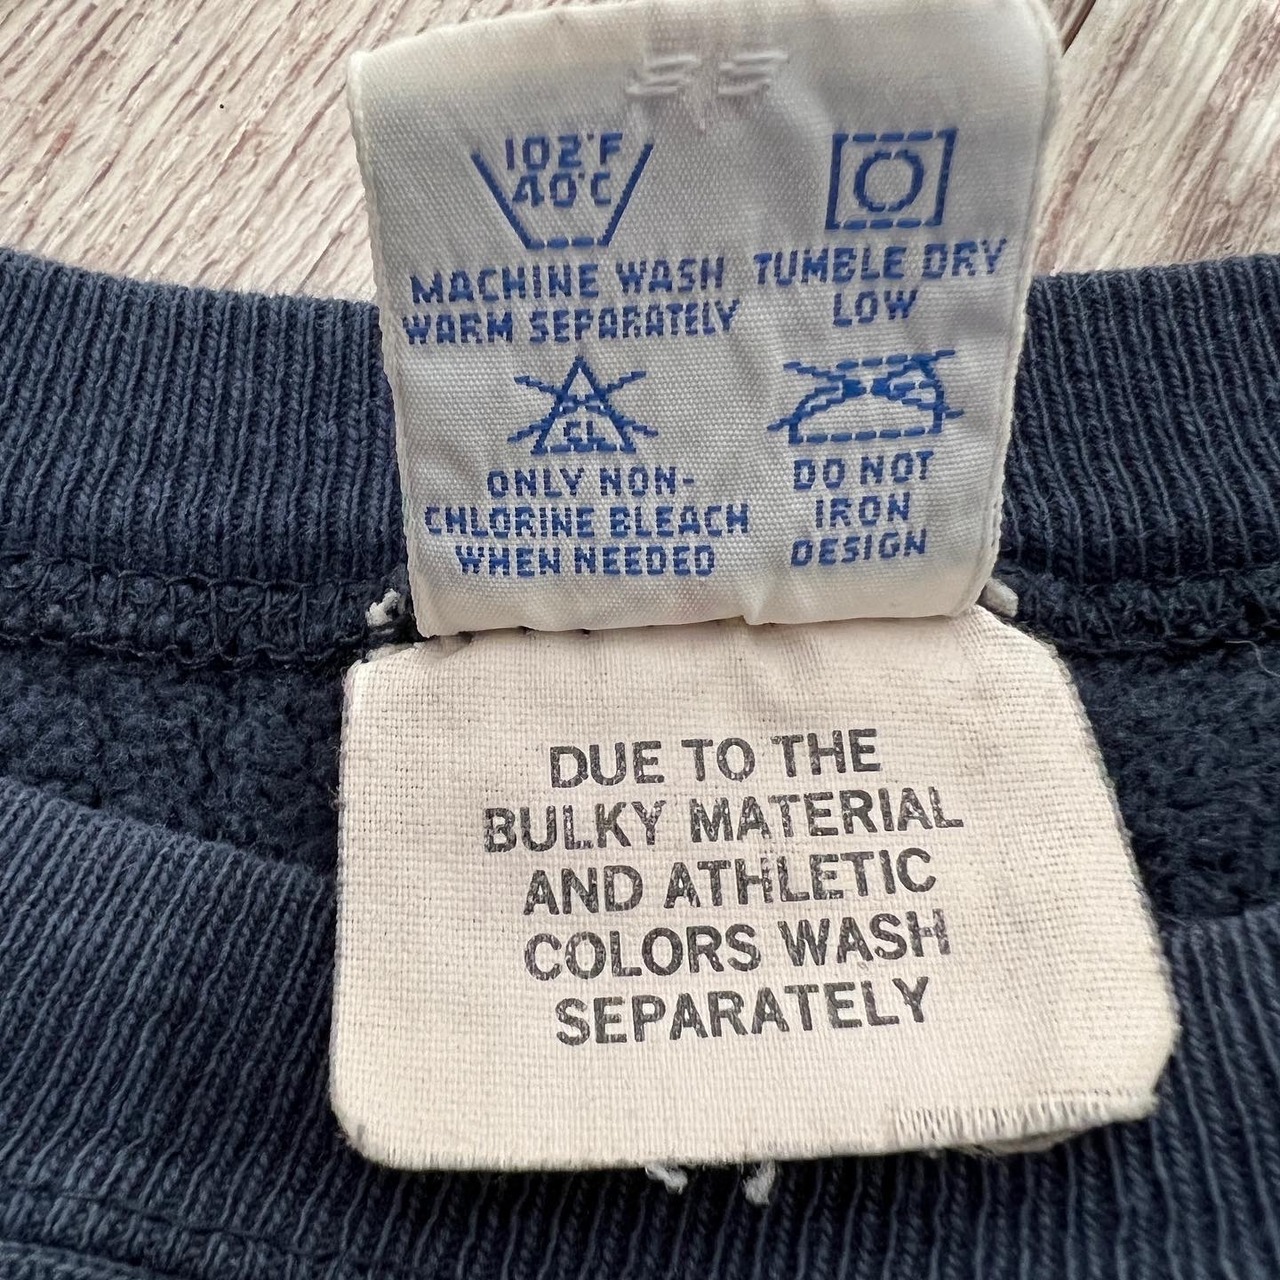 102°F
40°C
MACHINE WASH
WARM SEPARATELY
TUMBLE DRY
LOW
CL
ONLY NON-
CHLORINE BLEACH
WHEN NEEDED
DO NOT
IRON
DESIGN
DUE TO THE
BULKY MATERIAL
AND ATHLETIC
COLORS WASH
SEPARATELY